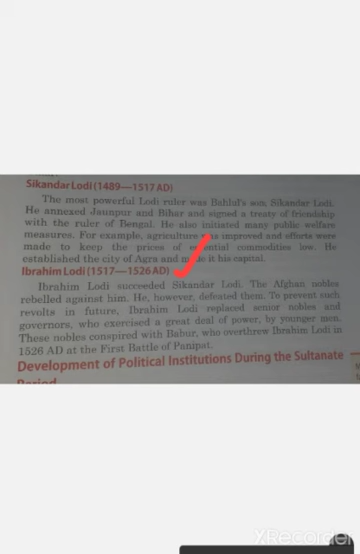 Sikandar Lodi (1489—1517 AD)
The most powerful Lodi ruler was Bahlul's son, Sikandar Lodi.
He annexed Jaunpur and Bihar and signed a treaty of friendship
with the ruler of Bengal. He also initiated many public welfare
measures. For example, agriculture was improved and efforts were
made to keep the prices of essential commodities low. He
established the city of Agra and made it his capital.
Ibrahim Lodi (1517—1526 AD)
Ibrahim Lodi succeeded Sikandar Lodi. The Afghan nobles
rebelled against him. He, however, defeated them. To prevent such
revolts in future, Ibrahim Lodi replaced senior nobles and
governors, who exercised a great deal of power, by younger men.
These nobles conspired with Babur, who overthrew Ibrahim Lodi in
1526 AD at the First Battle of Panipat.
Development of Political Institutions During the Sultanate
Period
XRecorder